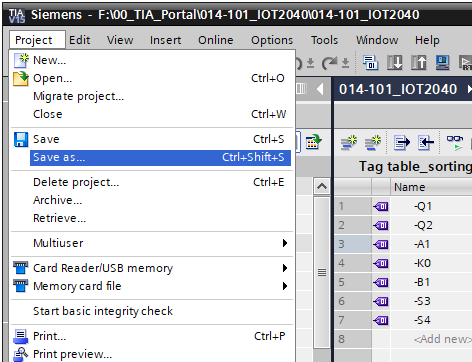 TIA V15 Siemens - F:\00_TIA_Portal\014-101_IOT2040\014-101_IOT2040
Project Edit View Insert Online Options Tools Window Help
New...
Open... Ctrl+O
Migrate project...
Close Ctrl+W
Save Ctrl+S
Save as... Ctrl+Shift+S
Delete project... Ctrl+E
Archive...
Retrieve...
Multiuser
Card Reader/USB memory
Memory card file
Start basic integrity check
Print... Ctrl+P
Print preview...
014-101_IOT2040
Tag table_sorting
Name
1 -Q1
2 -Q2
3 -A1
4 -K0
5 -B1
6 -S3
7 -S4
8 <Add new>